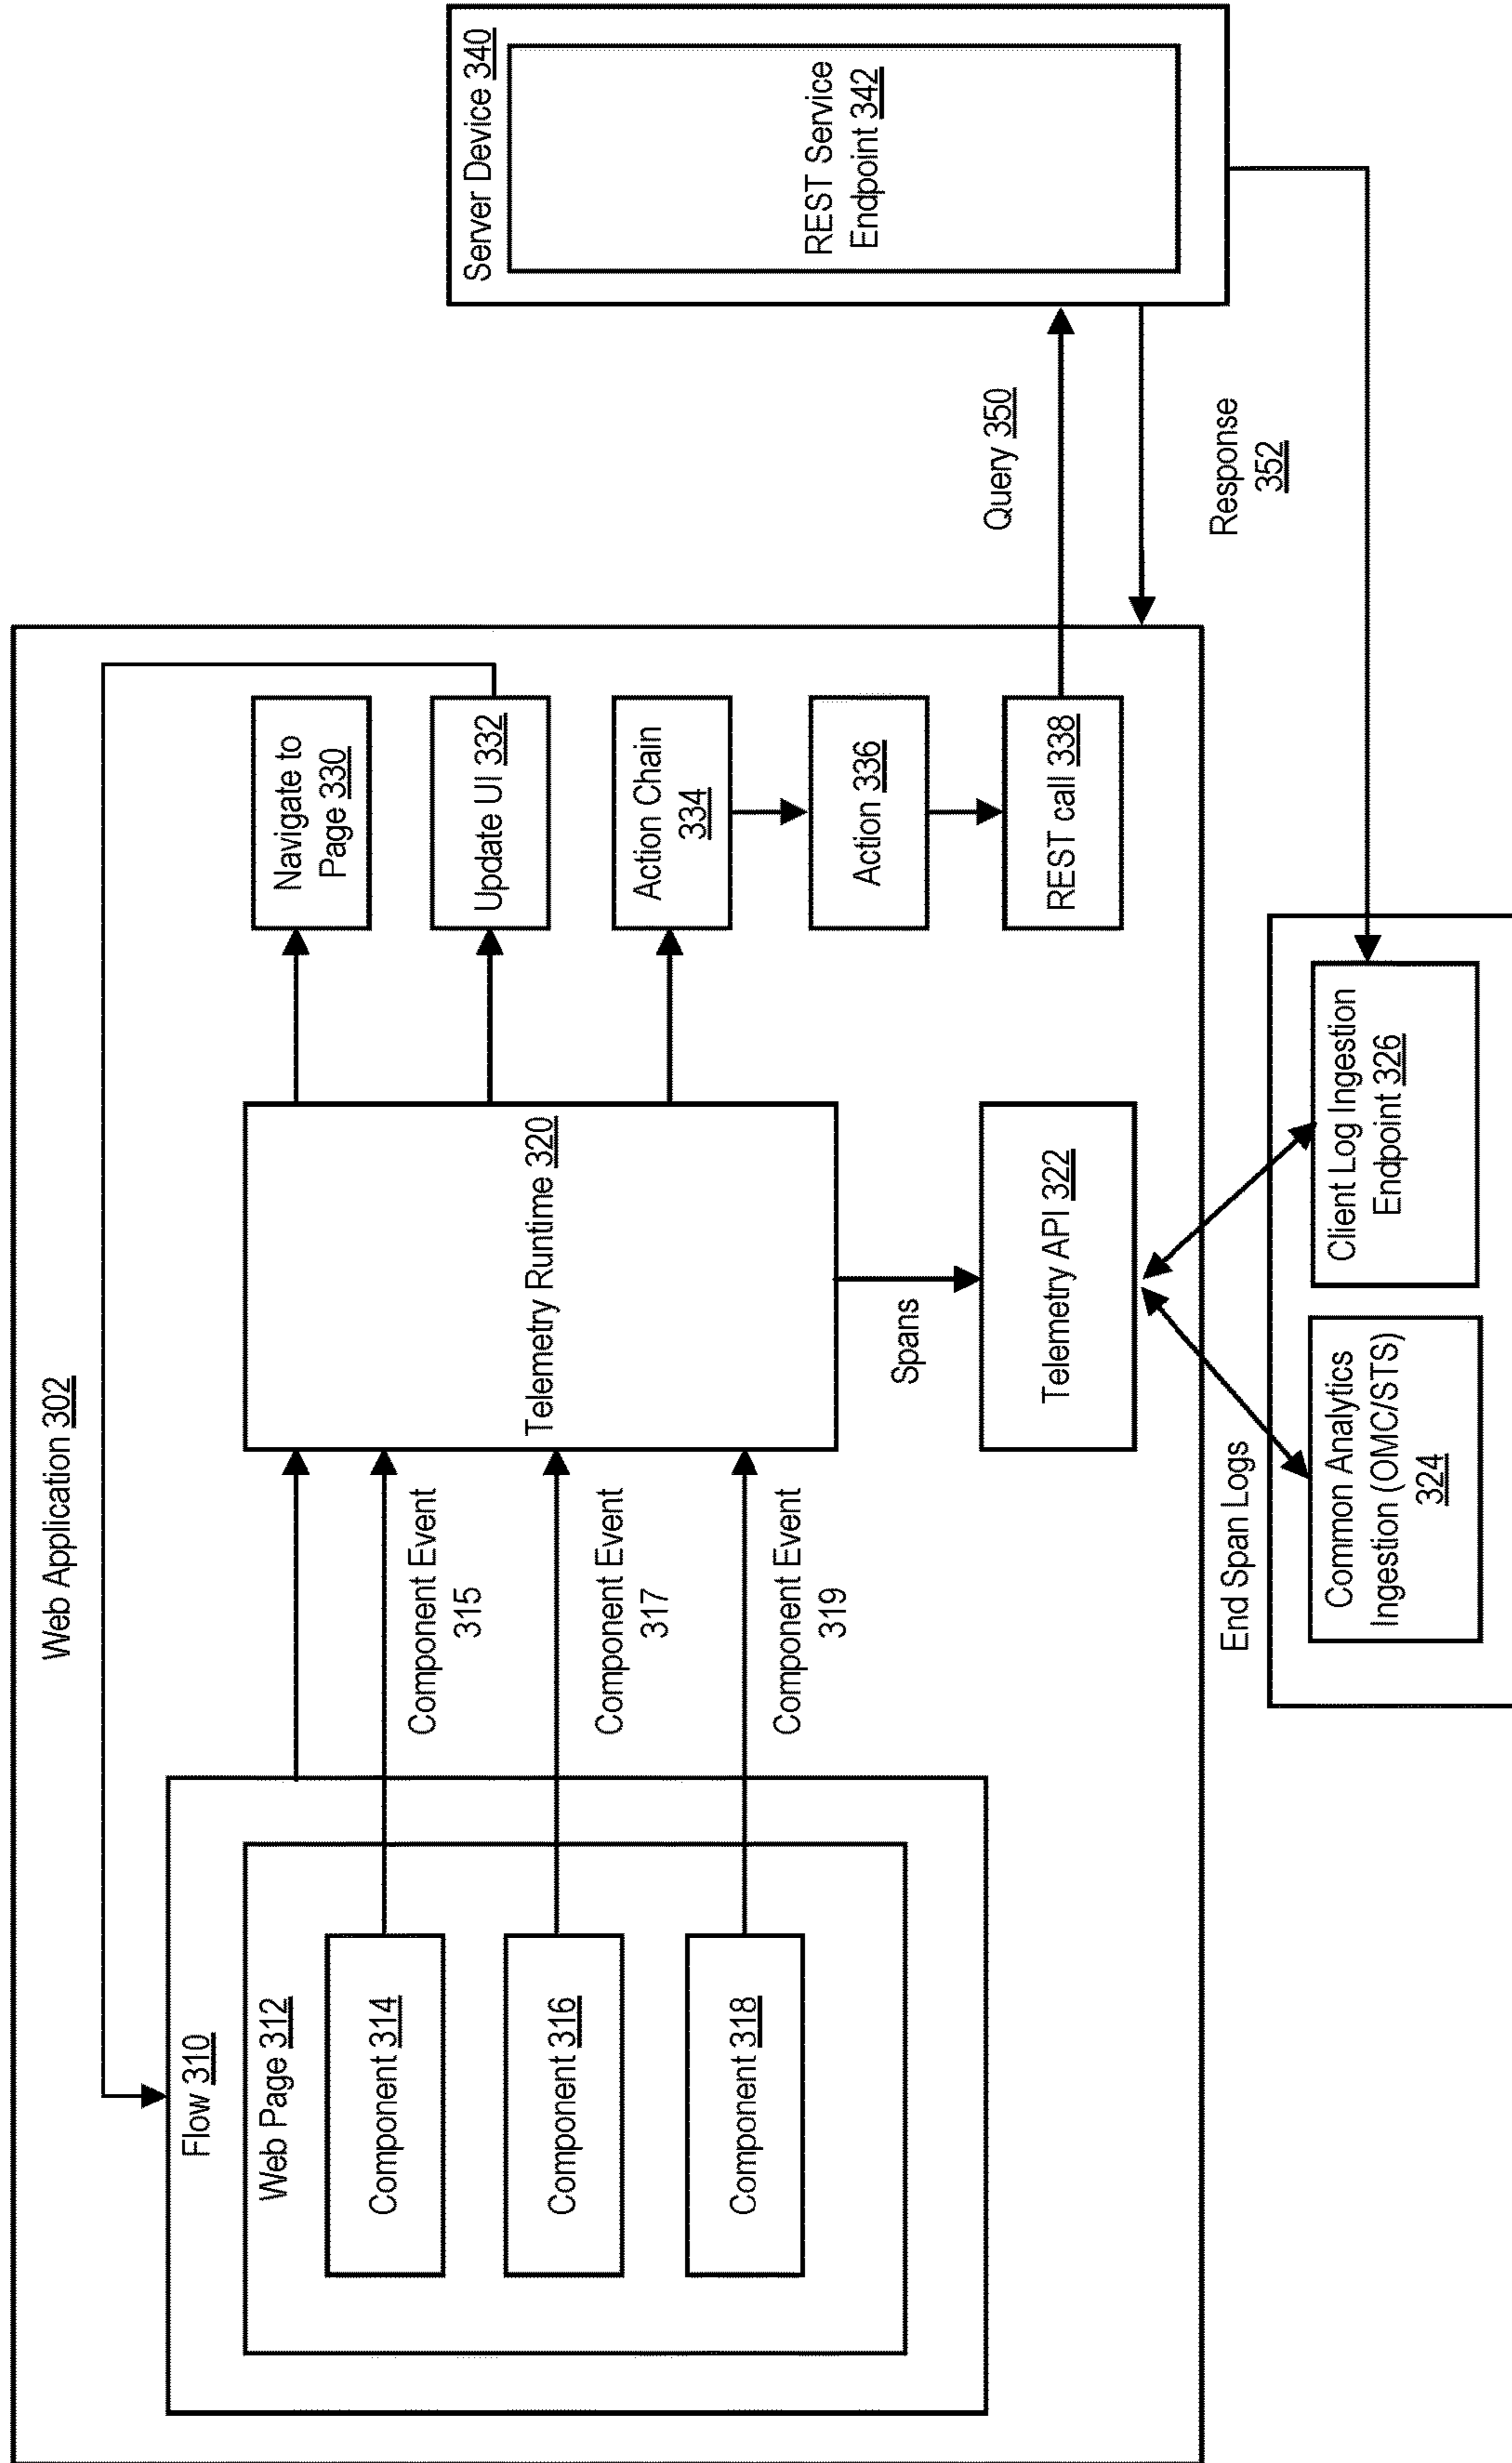 Web Application 302
Flow 310
Web Page 312
Component 314
Component 316
Component 318
Component Event
315
Component Event
317
Component Event
319
Telemetry Runtime 320
Spans
Telemetry API 322
Navigate to
Page 330
Update UI 332
Action Chain
334
Action 336
REST call 338
Query 350
Response
352
Server Device 340
REST Service
Endpoint 342
End Span Logs
Common Analytics
Ingestion (OMC/STS)
324
Client Log Ingestion
Endpoint 326